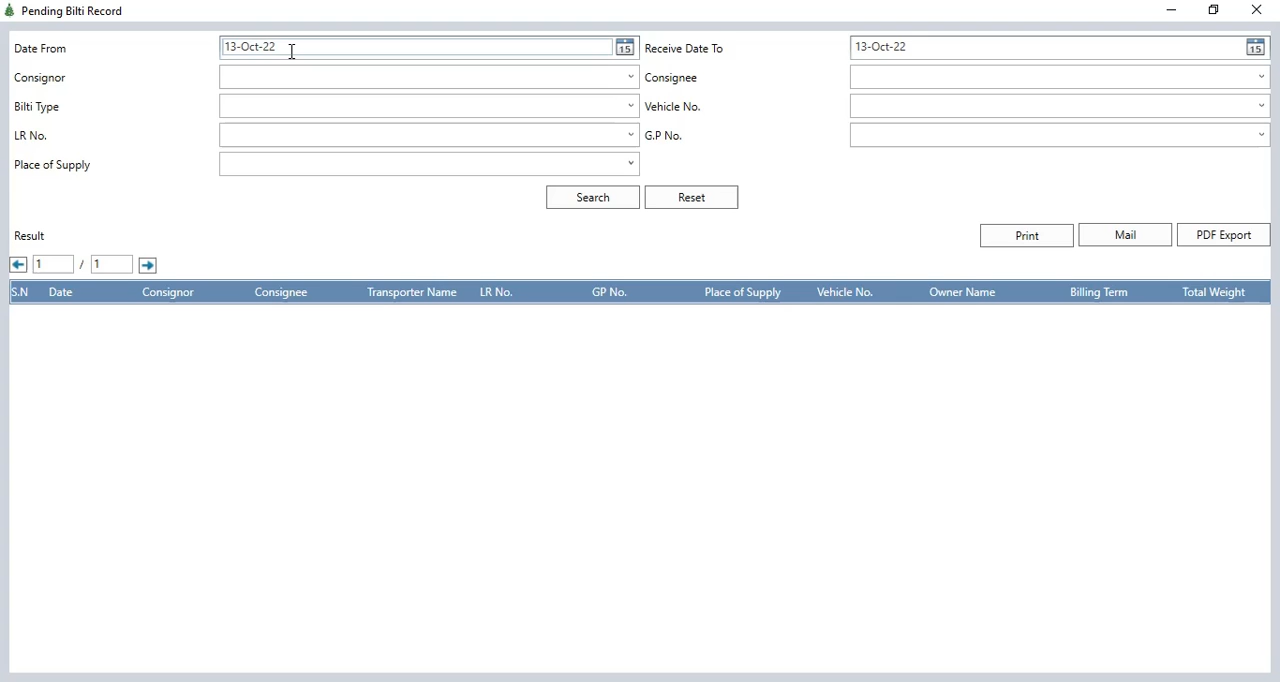 Pending Bilti Record
Date From 13-Oct-22 15 Receive Date To 13-Oct-22 15
Consignor Consignee
Bilti Type Vehicle No.
LR No. G.P No.
Place of Supply
Search Reset
Result Print Mail PDF Export
1 / 1
S.N Date Consignor Consignee Transporter Name LR No. GP No. Place of Supply Vehicle No. Owner Name Billing Term Total Weight